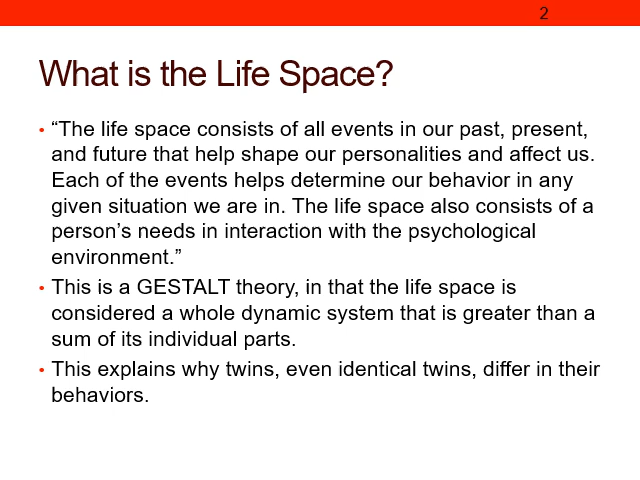 2
What is the Life Space?
• “The life space consists of all events in our past, present,
and future that help shape our personalities and affect us.
Each of the events helps determine our behavior in any
given situation we are in. The life space also consists of a
person’s needs in interaction with the psychological
environment.”
• This is a GESTALT theory, in that the life space is
considered a whole dynamic system that is greater than a
sum of its individual parts.
• This explains why twins, even identical twins, differ in their
behaviors.